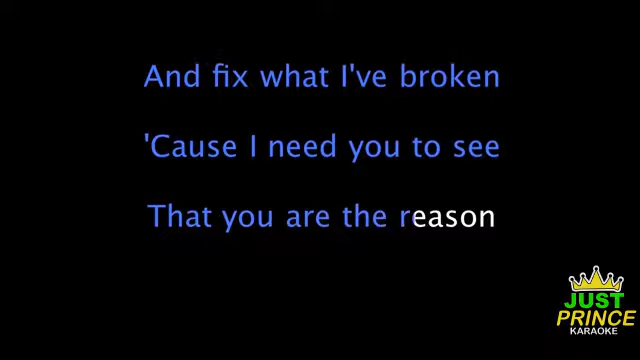 And fix what I've broken
'Cause I need you to see
That you are the reason
JUST
PRINCE
KARAOKE